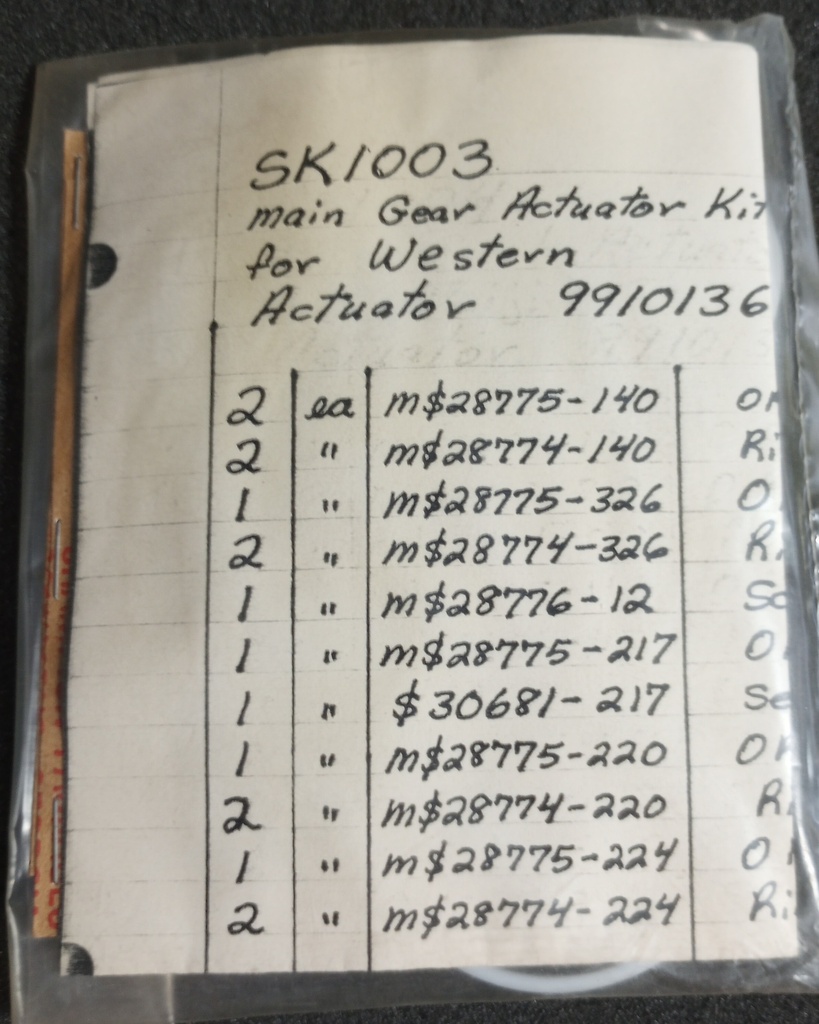 SK1003
main Gear Actuator Kit
for Western
Actuator 9910136
2 ea m$28775-140 O
2 " m$28774-140 Ri
1 " m$28775-326 O
2 " m$28774-326 R
1 " m$28776-12 Sc
1 " m$28775-217 O
1 " $30681-217 Se
1 " m$28775-220 O
2 " m$28774-220 R
1 " m$28775-224 O
2 " m$28774-224 Ri